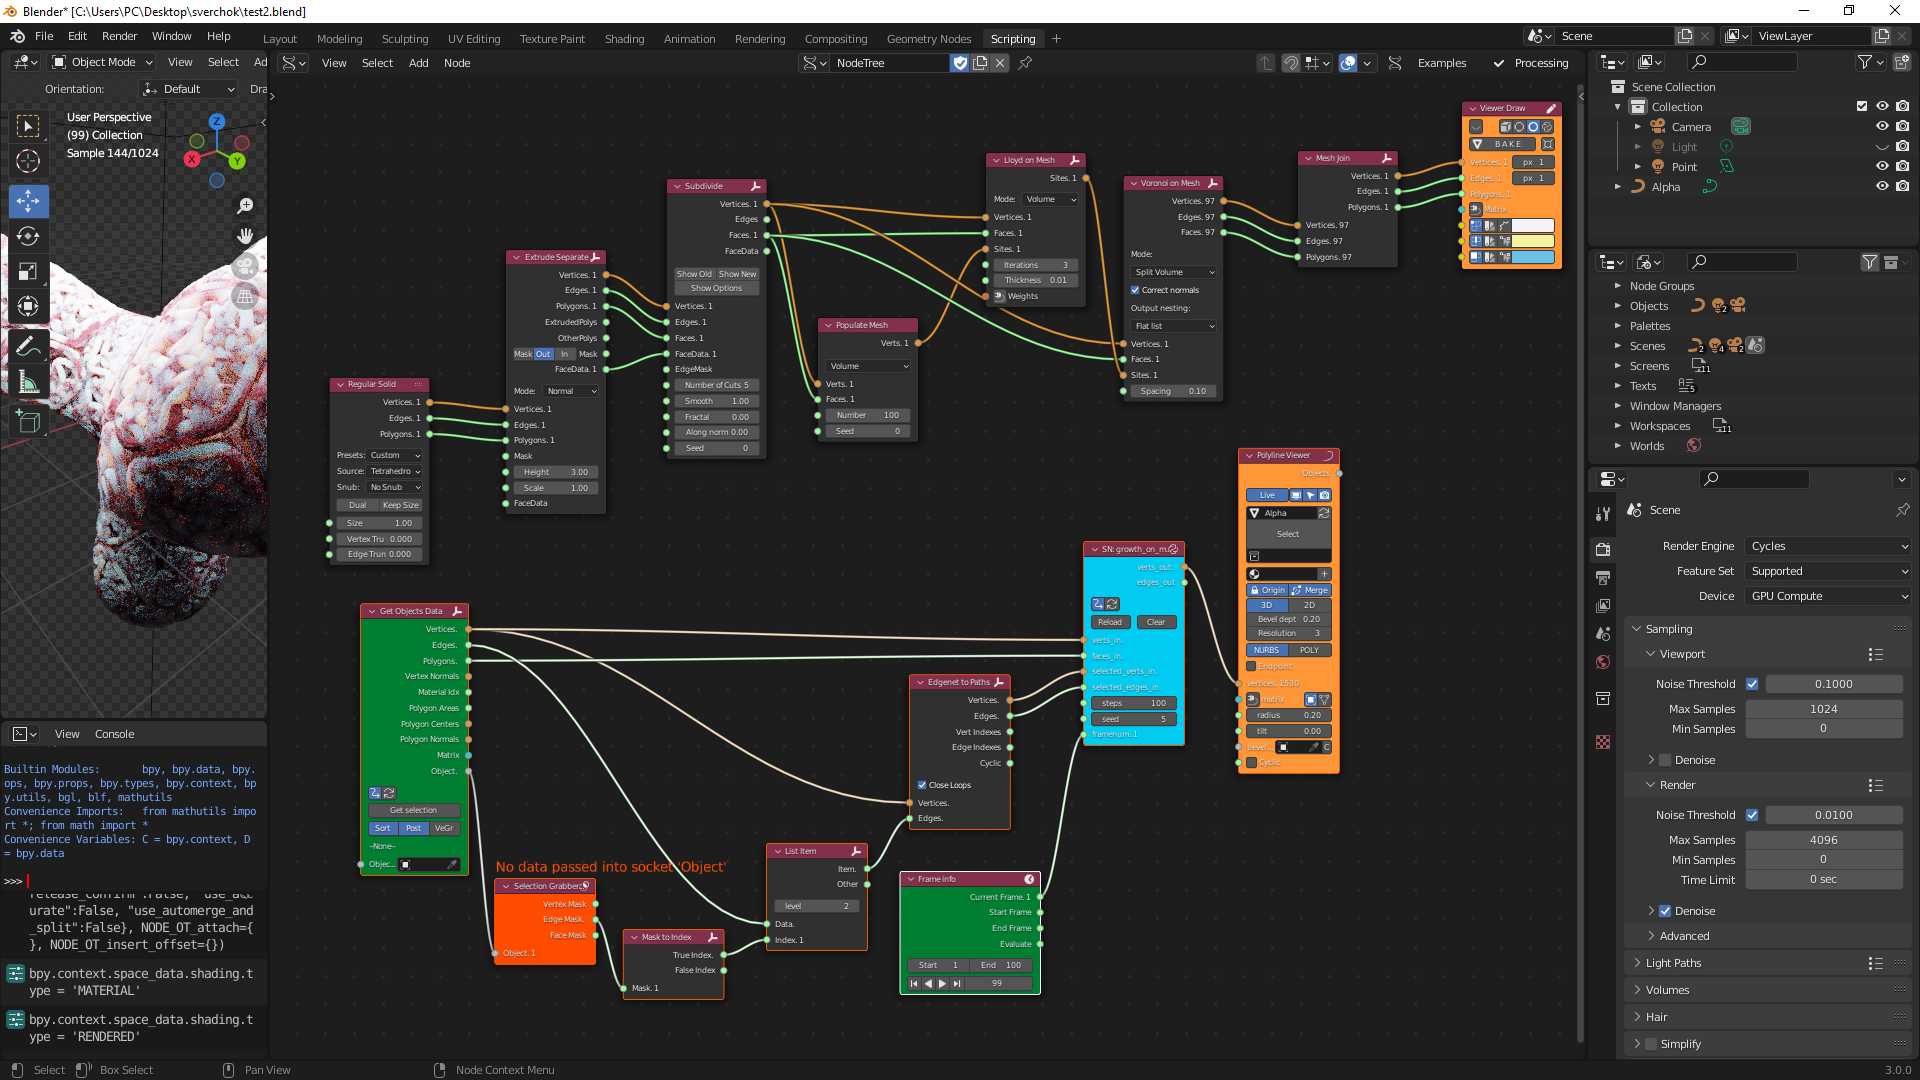 Blender* [C:\Users\PC\Desktop\sverchok\test2.blend]
File Edit Render Window Help
Layout Modeling Sculpting UV Editing Texture Paint Shading Animation Rendering Compositing Geometry Nodes Scripting +
Scene
ViewLayer
Object Mode View Select Ad
Orientation: Default Dra
User Perspective
(99) Collection
Sample 144/1024
X
Y
Z
View Select Add Node
NodeTree
Examples
Processing
Regular Solid
Vertices. 1
Edges. 1
Polygons. 1
Presets: Custom
Source: Tetrahedro
Snub: No Snub
Dual Keep Size
Size 1.00
Vertex Tru 0.000
Edge Trun 0.000
Extrude Separate
Vertices. 1
Edges. 1
Polygons. 1
ExtrudedPolys
OtherPolys
Mask Out In Mask
FaceData. 1
Mode: Normal
Vertices. 1
Edges. 1
Polygons. 1
Mask
Height 3.00
Scale 1.00
FaceData
Subdivide
Vertices. 1
Edges
Faces. 1
FaceData
Show Old Show New
Show Options
Vertices. 1
Edges. 1
Faces. 1
FaceData. 1
EdgeMask
Number of Cuts 5
Smooth 1.00
Fractal 0.00
Along norm 0.00
Seed 0
Populate Mesh
Verts. 1
Volume
Verts. 1
Faces. 1
Number 100
Seed 0
Lloyd on Mesh
Sites. 1
Mode: Volume
Vertices. 1
Faces. 1
Sites. 1
Iterations 3
Thickness 0.01
Weights
Voronoi on Mesh
Vertices. 97
Edges. 97
Faces. 97
Mode:
Split Volume
Correct normals
Output nesting:
Flat list
Vertices. 1
Faces. 1
Sites. 1
Spacing 0.10
Mesh Join
Vertices. 1
Edges. 1
Polygons. 1
Vertices. 97
Edges. 97
Polygons. 97
Viewer Draw
BAKE
Vertices. 1 px 1
Edges. 1 px 1
Polygons. 1
Matrix
Get Objects Data
Vertices.
Edges.
Polygons.
Vertex Normals
Material Idx
Polygon Areas
Polygon Centers
Polygon Normals
Matrix
Object.
Get selection
Sort Post VeGr
--None--
Objec...
No data passed into socket 'Object'
Selection Grabber
Vertex Mask
Edge Mask.
Face Mask
Object. 1
Mask to Index
True Index.
False Index
Mask. 1
List Item
Item.
Other
level 2
Data.
Index. 1
Edgenet to Paths
Vertices.
Edges.
Vert Indexes
Edge Indexes
Cyclic
Close Loops
Vertices.
Edges.
Frame info
Current Frame. 1
Start Frame
End Frame
Evaluate
Start 1 End 100
99
SN: growth_on_m...
verts_out.
edges_out
Reload Clear
verts_in.
faces_in.
selected_verts_in.
selected_edges_in.
steps 100
seed 5
framenum. 1
Polyline Viewer
Objects.
Live
Alpha
Select
Origin Merge
3D 2D
Bevel dept 0.20
Resolution 3
NURBS POLY
Endpoint
vertices. 1530
matrix
radius 0.20
tilt 0.00
bevel... C
Cyclic
View Console
Builtin Modules: bpy, bpy.data, bpy.
ops, bpy.props, bpy.types, bpy.context, bp
y.utils, bgl, blf, mathutils
Convenience Imports: from mathutils impo
rt *; from math import *
Convenience Variables: C = bpy.context, D
= bpy.data
>>>
release_confirm":False, "use_acc
urate":False, "use_automerge_and
_split":False}, NODE_OT_attach={
}, NODE_OT_insert_offset={})
bpy.context.space_data.shading.t
ype = 'MATERIAL'
bpy.context.space_data.shading.t
ype = 'RENDERED'
Scene Collection
Collection
Camera
Light
Point
Alpha
Node Groups
Objects 2
Palettes
Scenes 2 4 2
Screens 11
Texts 5
Window Managers
Workspaces 11
Worlds
Scene
Render Engine Cycles
Feature Set Supported
Device GPU Compute
Sampling
Viewport
Noise Threshold 0.1000
Max Samples 1024
Min Samples 0
Denoise
Render
Noise Threshold 0.0100
Max Samples 4096
Min Samples 0
Time Limit 0 sec
Denoise
Advanced
Light Paths
Volumes
Hair
Simplify
Select Box Select Pan View Node Context Menu 3.0.0